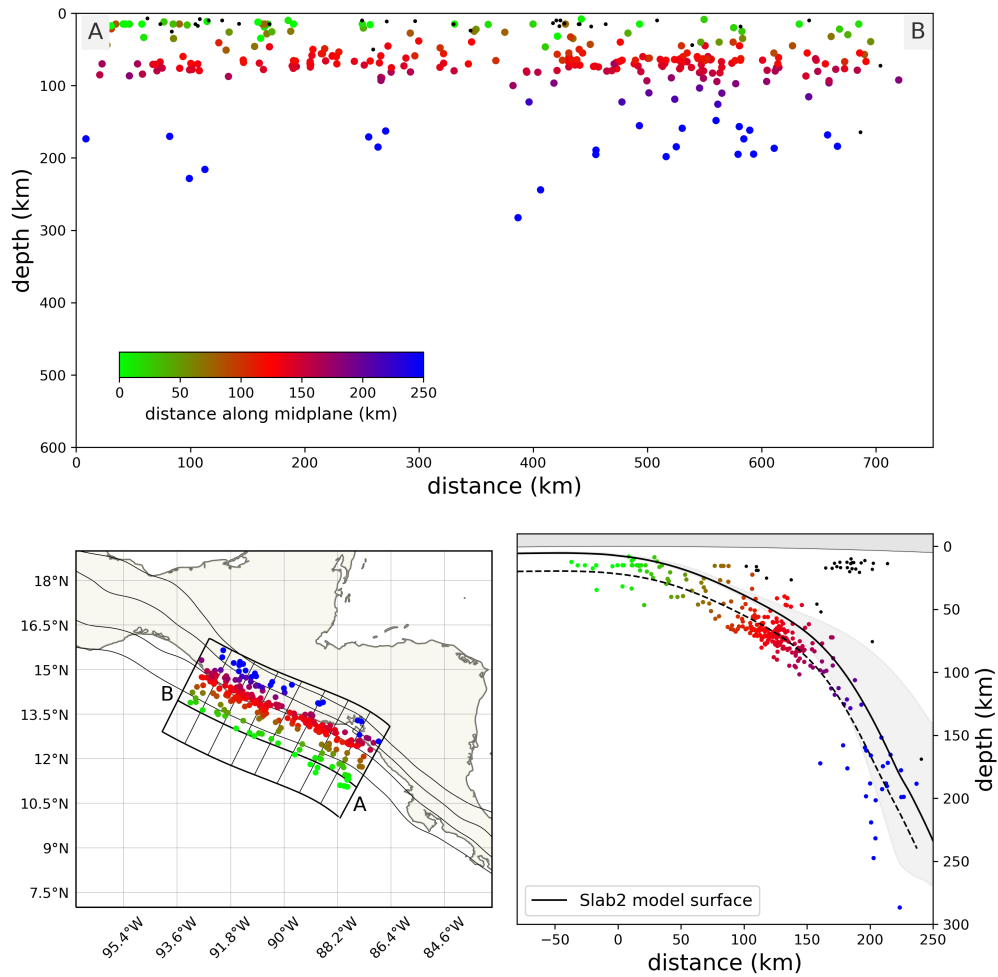 A
B
0
100
200
300
400
500
600
depth (km)
0 50 100 150 200 250
distance along midplane (km)
0 100 200 300 400 500 600 700
distance (km)
18°N
16.5°N
15°N
13.5°N
12°N
10.5°N
9°N
7.5°N
B
A
95.4°W 93.6°W 91.8°W 90°W 88.2°W 86.4°W 84.6°W
0
50
100
150
200
250
300
depth (km)
Slab2 model surface
−50 0 50 100 150 200 250
distance (km)